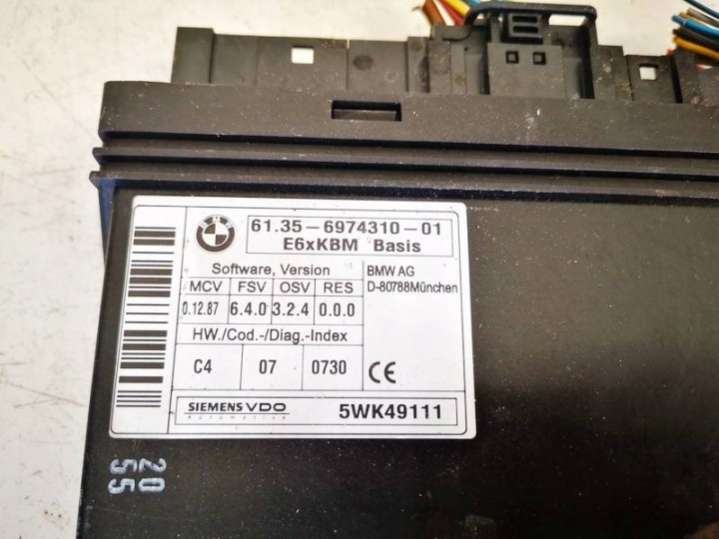 BMW
61.35-6974310-01
E6xKBM Basis
Software, Version
BMW AG
D-80788München
MCV FSV OSV RES
0.12.87 6.4.0 3.2.4 0.0.0
HW./Cod.-/Diag.-Index
C4 07 0730
CE
SIEMENS VDO
Automotive
5WK49111
20
55